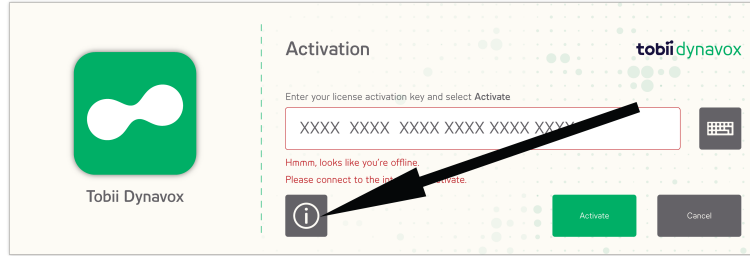 Activation
tobii dynavox
Enter your license activation key and select Activate
XXXX XXXX XXXX XXXX XXXX XXXX
Hmmm, looks like you're offline.
Please connect to the
Tobii Dynavox
Activate
Cancel